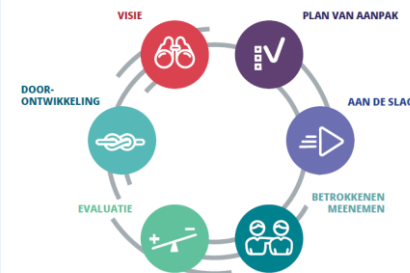 VISIE
PLAN VAN AANPAK
AAN DE SLAG
BETROKKENEN
MEENEMEN
EVALUATIE
DOOR-
ONTWIKKELING